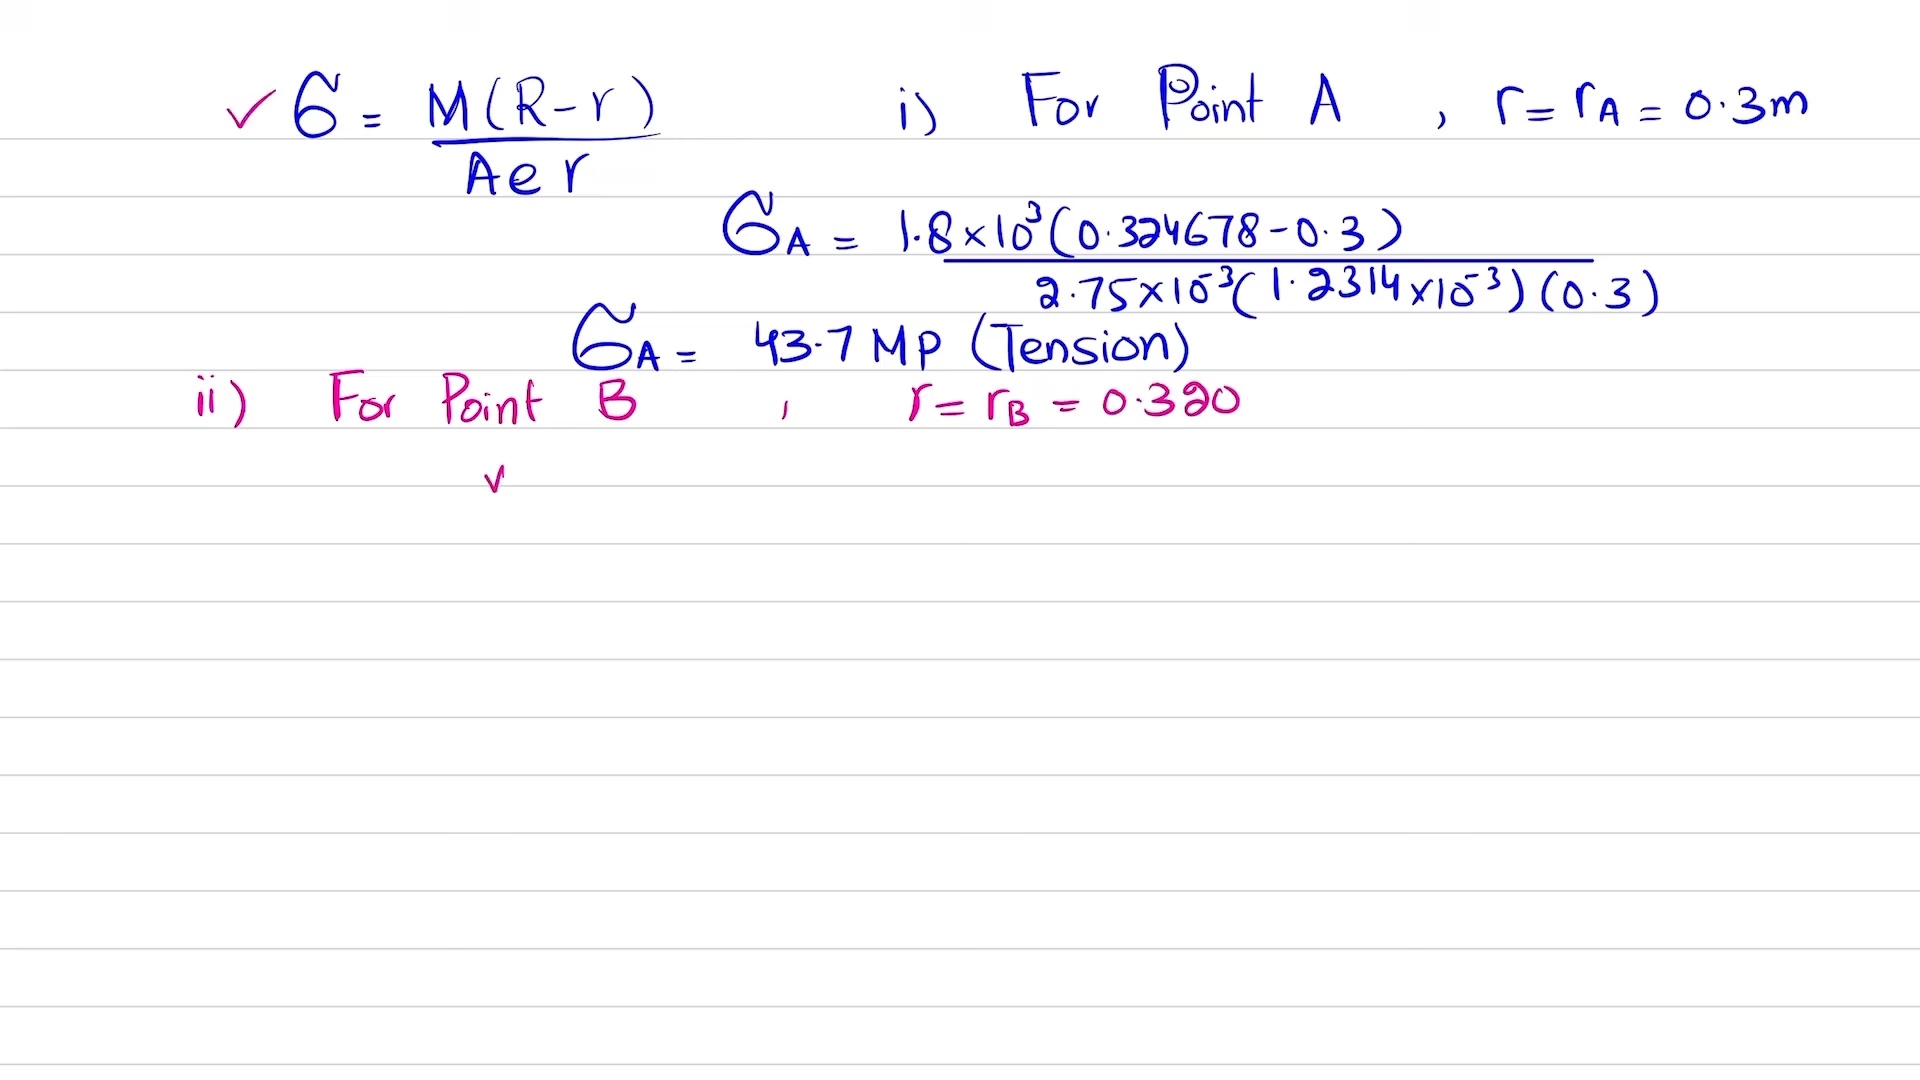 ✓ σ = M(R-r) / Aer
i) For Point A , r = rA = 0.3m
σA = 1.8×10³(0.324678-0.3) / 2.75×10⁻³(1.2314×10⁻³)(0.3)
σA = 43.7 MP (Tension)
ii) For Point B , r = rB = 0.320
✓